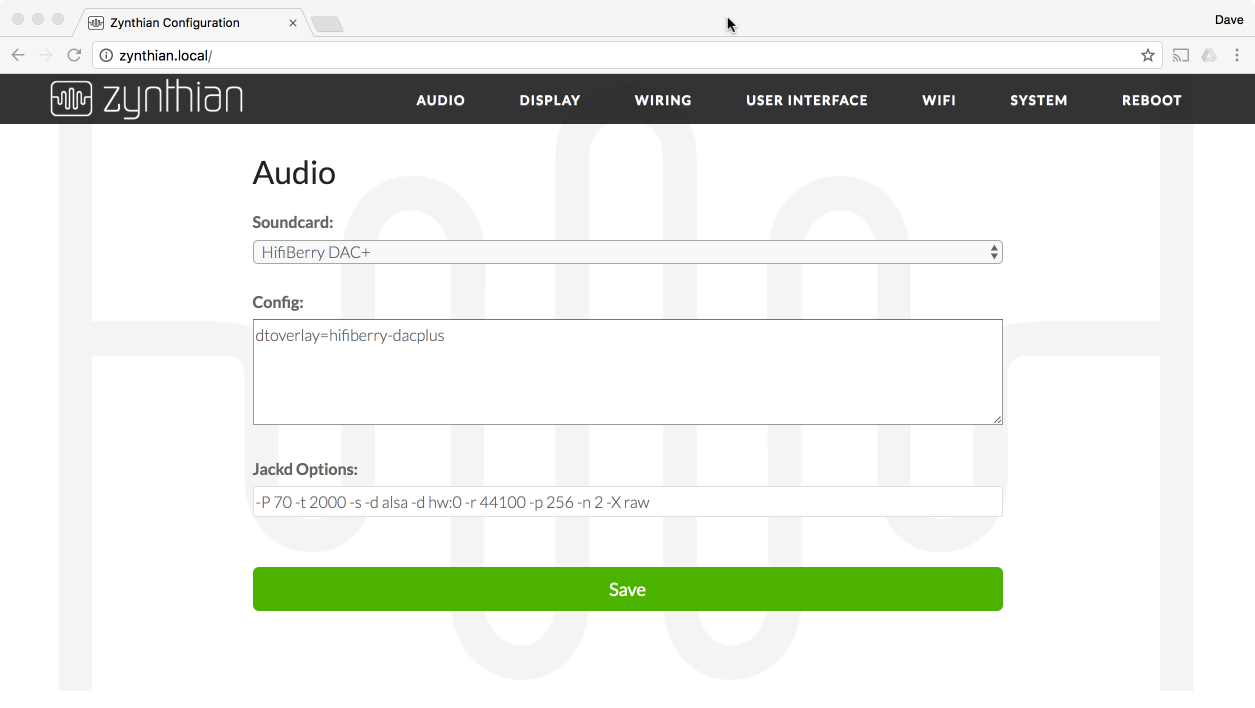 Zynthian Configuration
Dave
zynthian.local/
zynthian
AUDIO DISPLAY WIRING USER INTERFACE WIFI SYSTEM REBOOT
Audio
Soundcard:
HifiBerry DAC+
Config:
dtoverlay=hifiberry-dacplus
Jackd Options:
-P 70 -t 2000 -s -d alsa -d hw:0 -r 44100 -p 256 -n 2 -X raw
Save